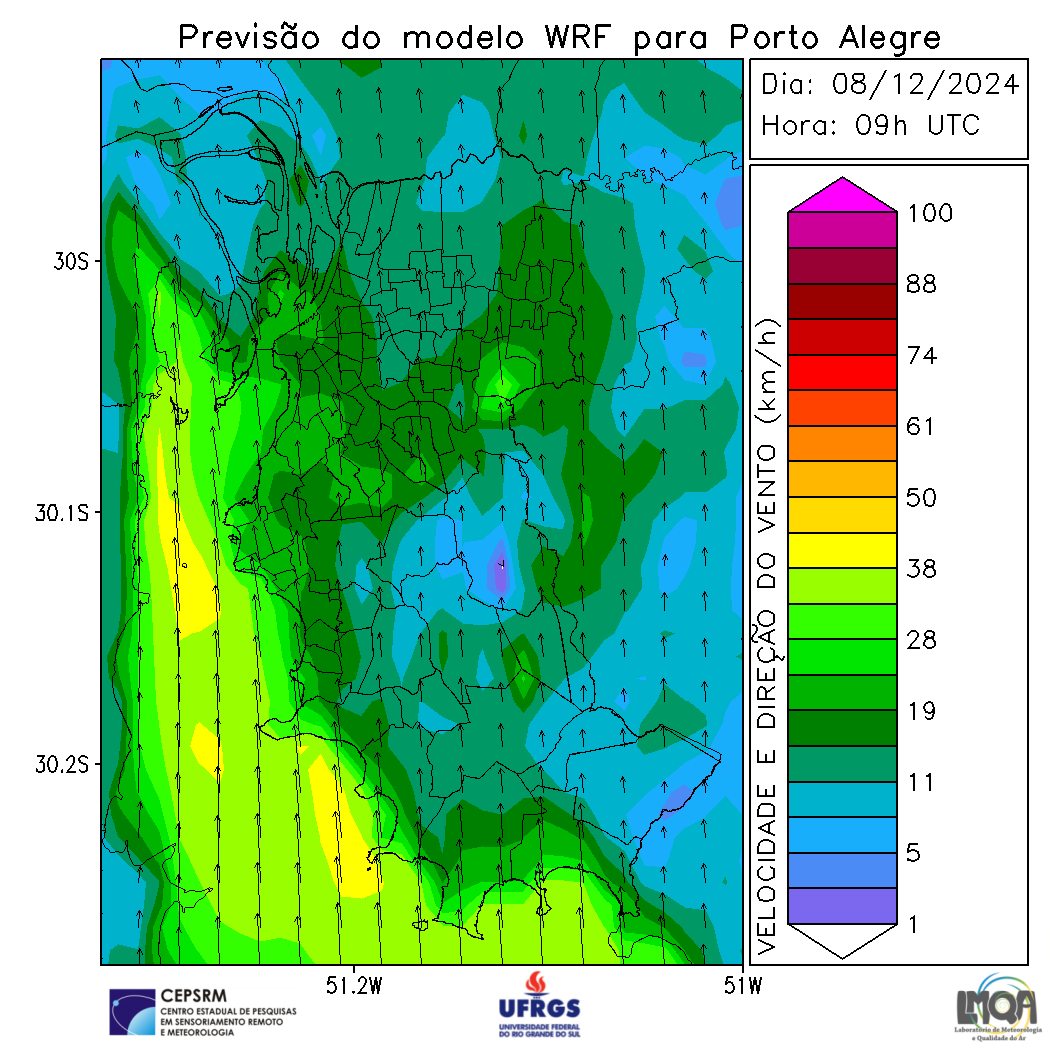 Previsão do modelo WRF para Porto Alegre
Dia: 08/12/2024
Hora: 09h UTC
30S
30.1S
30.2S
51.2W
51W
VELOCIDADE E DIREÇÃO DO VENTO (km/h)
100
88
74
61
50
38
28
19
11
5
1
CEPSRM
CENTRO ESTADUAL DE PESQUISAS
EM SENSORIAMENTO REMOTO
E METEOROLOGIA
UFRGS
UNIVERSIDADE FEDERAL
DO RIO GRANDE DO SUL
LMQA
Laboratório de Meteorologia
e Qualidade do Ar